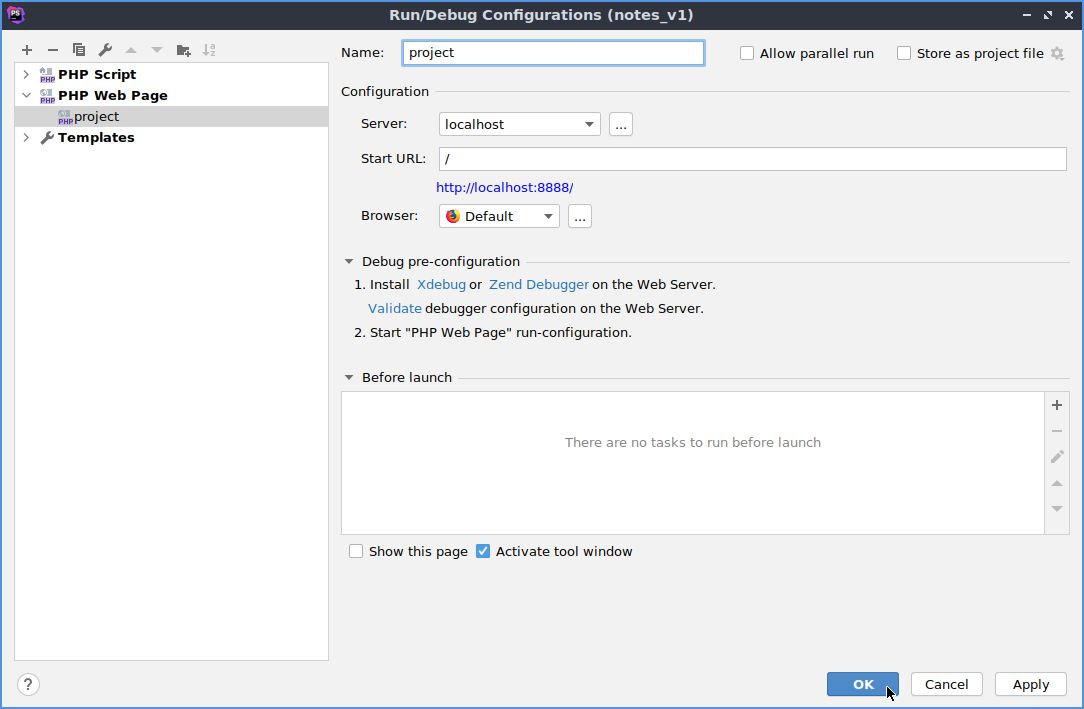 Run/Debug Configurations (notes_v1)
Name: project Allow parallel run Store as project file
PHP Script
PHP Web Page
project
Templates
Configuration
Server: localhost ...
Start URL: /
http://localhost:8888/
Browser: Default ...
Debug pre-configuration
1. Install Xdebug or Zend Debugger on the Web Server.
Validate debugger configuration on the Web Server.
2. Start "PHP Web Page" run-configuration.
Before launch
There are no tasks to run before launch
Show this page Activate tool window
? OK Cancel Apply